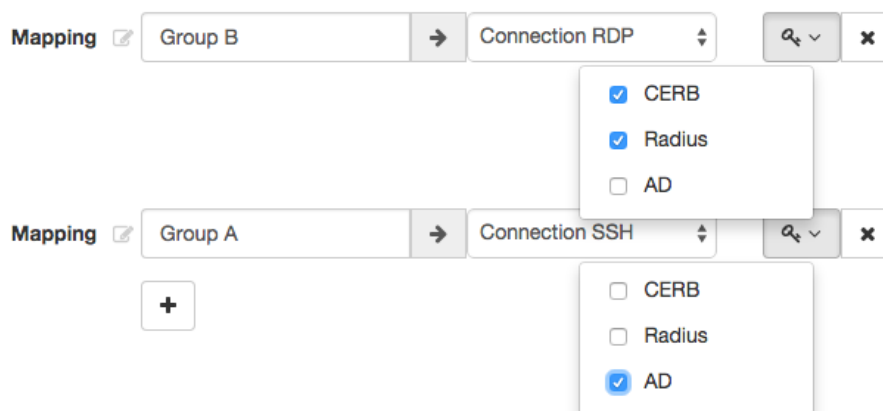 Mapping Group B Connection RDP
CERB
Radius
AD
Mapping Group A Connection SSH
CERB
Radius
AD